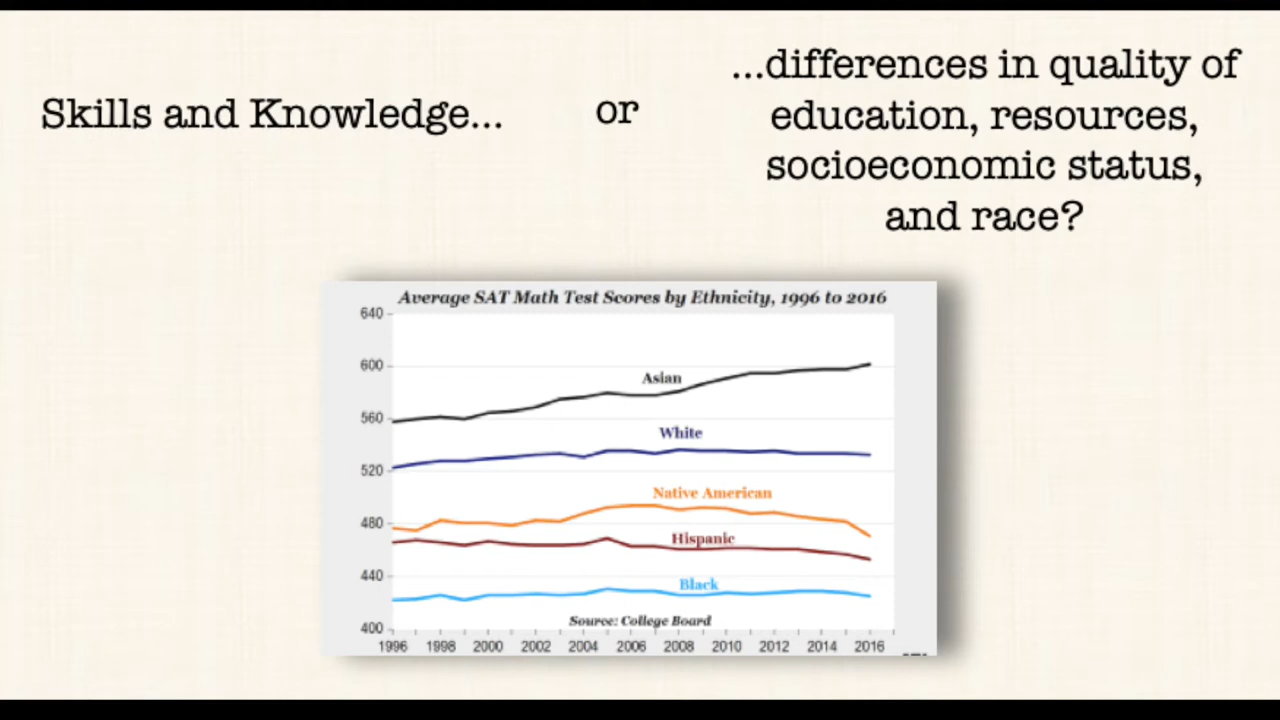 Skills and Knowledge...
or
...differences in quality of
education, resources,
socioeconomic status,
and race?
Average SAT Math Test Scores by Ethnicity, 1996 to 2016
640
600
560
520
480
440
400
Asian
White
Native American
Hispanic
Black
Source: College Board
1996 1998 2000 2002 2004 2006 2008 2010 2012 2014 2016